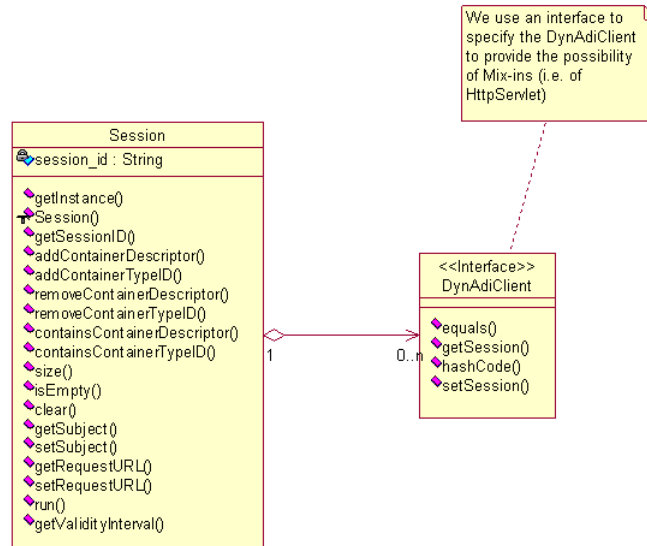 We use an interface to
specify the DynAdiClient
to provide the possibility
of Mix-ins (i.e. of
HttpServlet)
Session
session_id : String
getInstance()
Session()
getSessionID()
addContainerDescriptor()
addContainerTypeID()
removeContainerDescriptor()
removeContainerTypeID()
containsContainerDescriptor()
containsContainerTypeID()
size()
isEmpty()
clear()
getSubject()
setSubject()
getRequestURL()
setRequestURL()
run()
getValidityInterval()
1
0..n
<<Interface>>
DynAdiClient
equals()
getSession()
hashCode()
setSession()